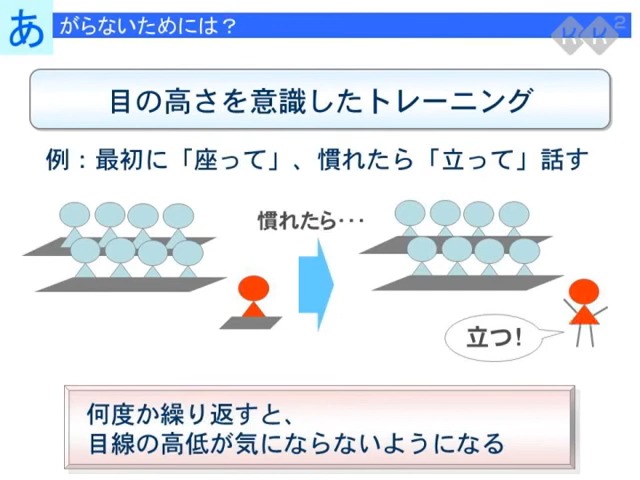 あがらないためには？
KK2
目の高さを意識したトレーニング
例：最初に「座って」、慣れたら「立って」話す
慣れたら･･･
立つ！
何度か繰り返すと、
目線の高低が気にならないようになる